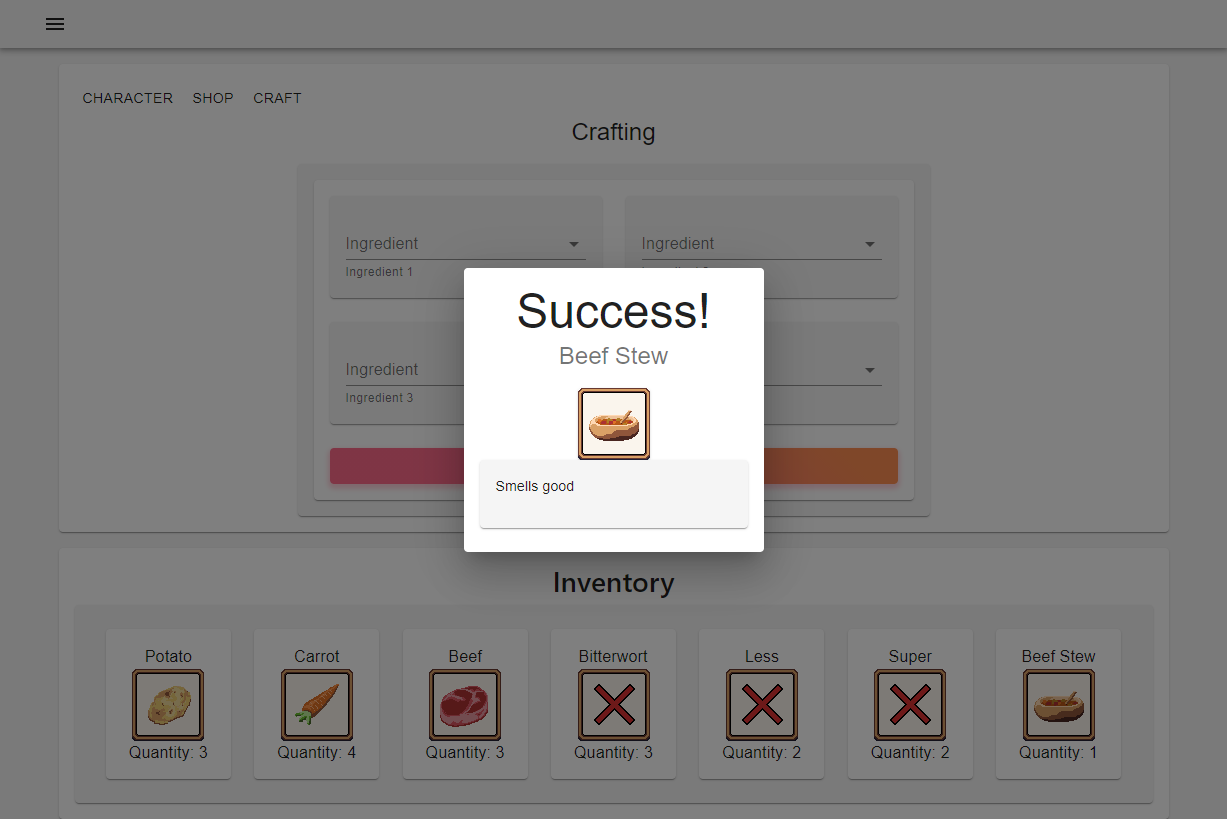 CHARACTER SHOP CRAFT
Crafting
Ingredient Ingredient
Ingredient 1
Ingredient
Ingredient 3
Success!
Beef Stew
Smells good
Inventory
Potato Carrot Beef Bitterwort Less Super Beef Stew
Quantity: 3 Quantity: 4 Quantity: 3 Quantity: 3 Quantity: 2 Quantity: 2 Quantity: 1